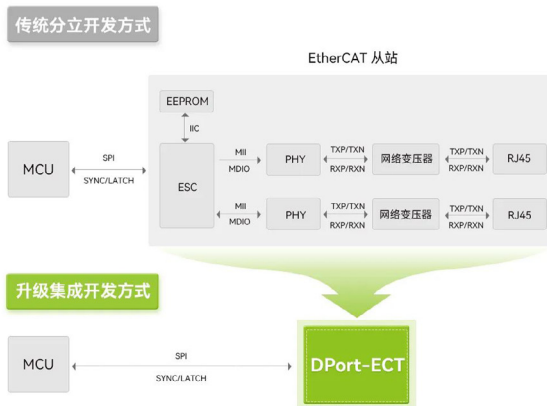 传统分立开发方式
EtherCAT 从站
EEPROM
IIC
MCU
SPI
SYNC/LATCH
ESC
MII
MDIO
PHY
TXP/TXN
RXP/RXN
网络变压器
TXP/TXN
RXP/RXN
RJ45
MII
MDIO
PHY
TXP/TXN
RXP/RXN
网络变压器
TXP/TXN
RXP/RXN
RJ45
升级集成开发方式
MCU
SPI
SYNC/LATCH
DPort-ECT